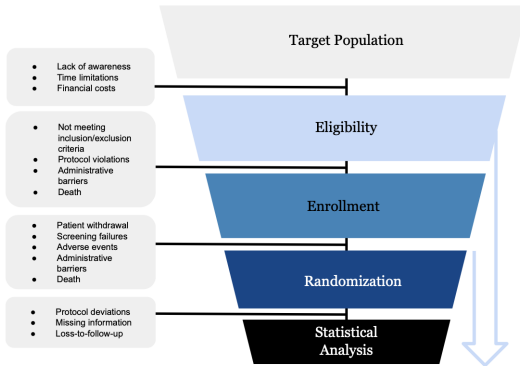 Target Population
● Lack of awareness
● Time limitations
● Financial costs
Eligibility
● Not meeting
inclusion/exclusion
criteria
● Protocol violations
● Administrative
barriers
● Death
Enrollment
● Patient withdrawal
● Screening failures
● Adverse events
● Administrative
barriers
● Death
Randomization
● Protocol deviations
● Missing information
● Loss-to-follow-up
Statistical
Analysis